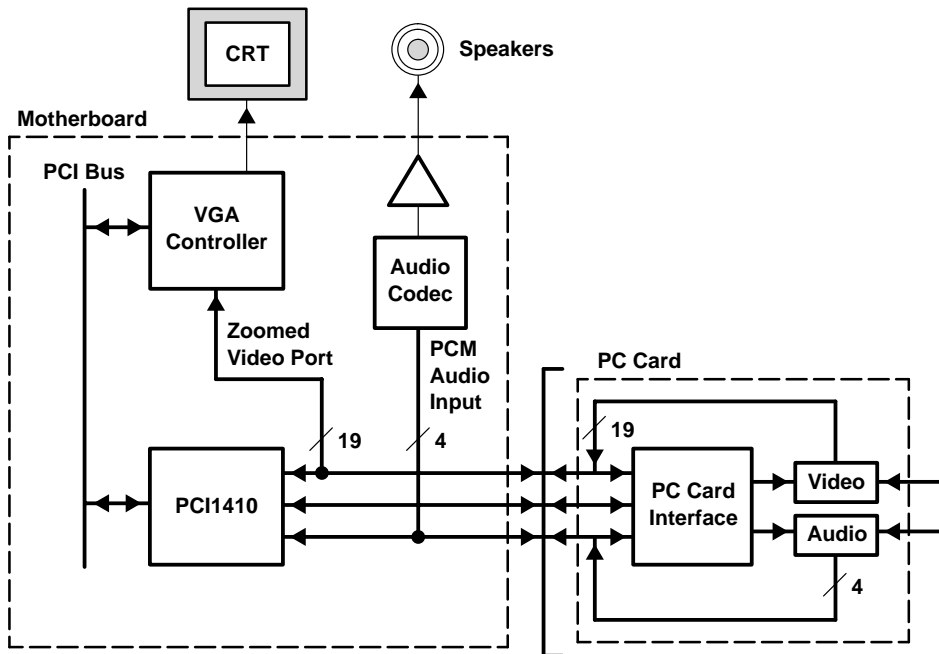 CRT
Speakers
Motherboard
PCI Bus
VGA
Controller
Audio
Codec
Zoomed
Video Port
PCM
Audio
Input
PC Card
19
4
19
PCI1410
PC Card
Interface
Video
Audio
4